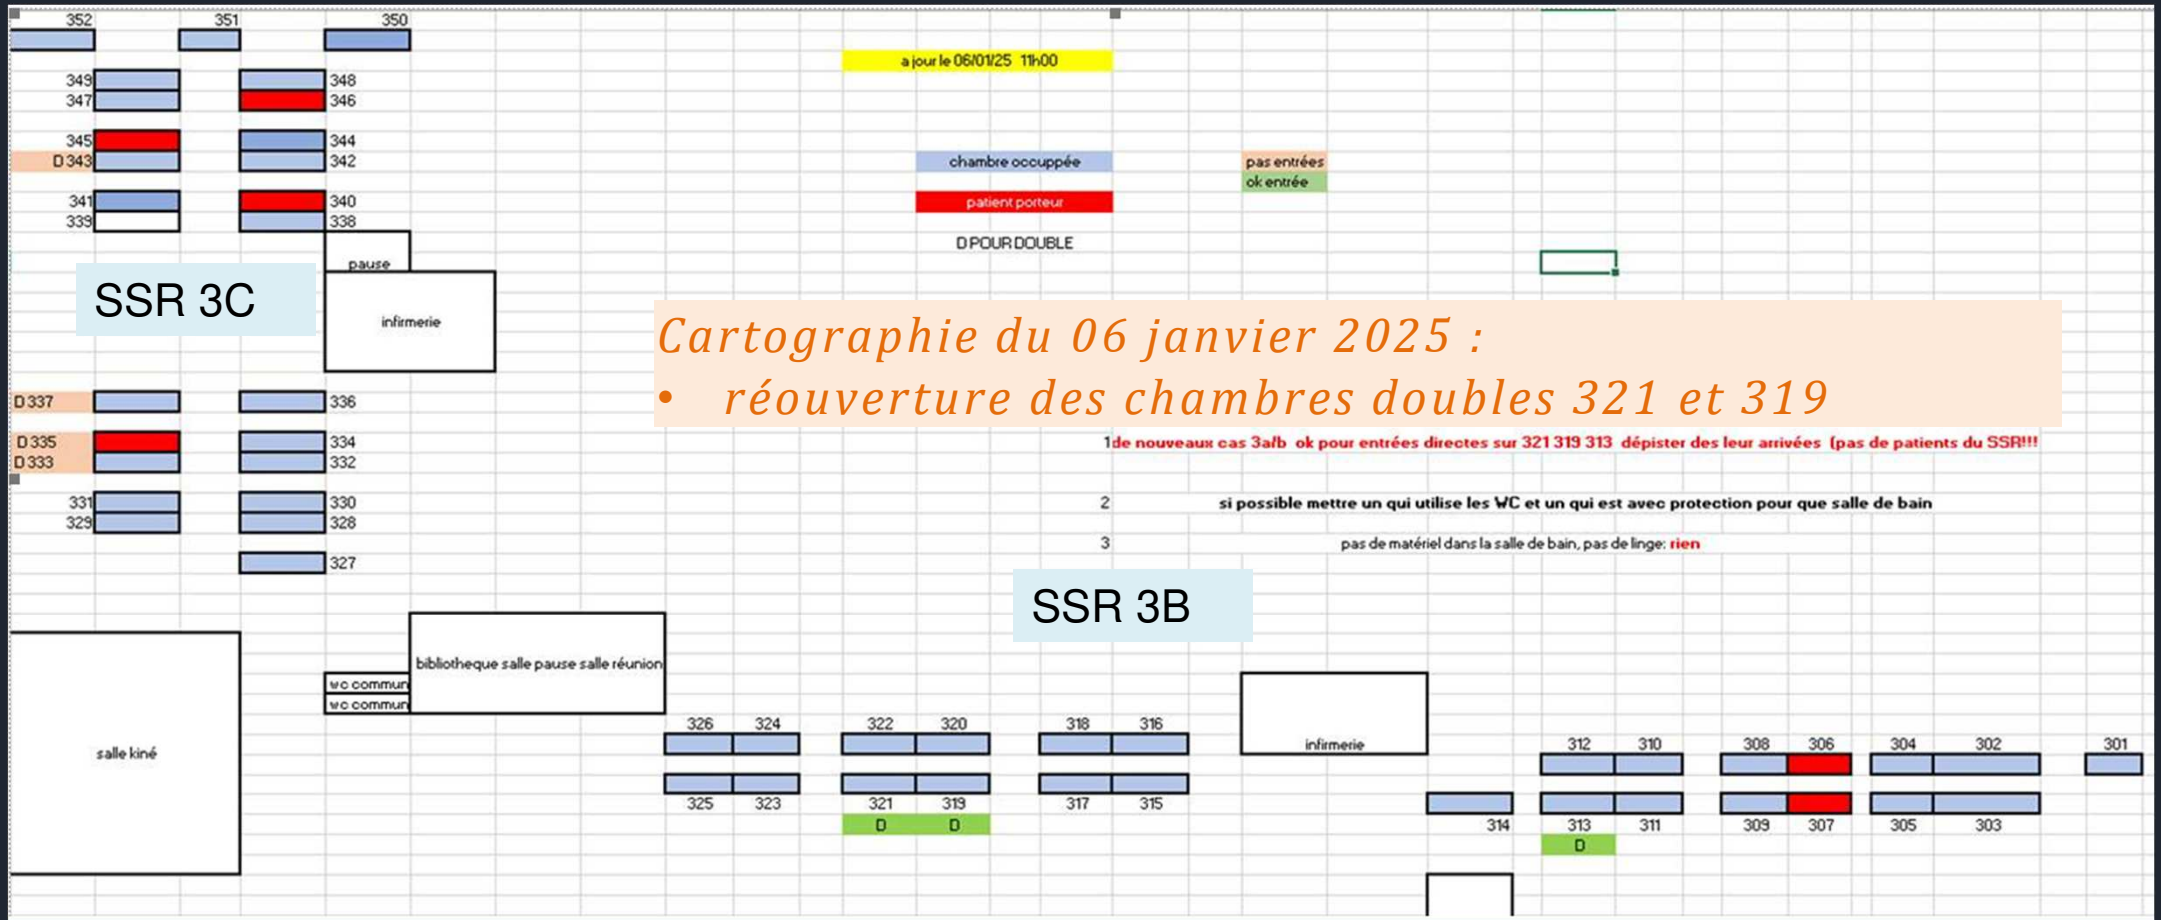 352 351 350
a jour le 06/01/25 11h00
349 348
347 346
345 344
D 343 342
chambre occuppée pas entrées
ok entrée
341 340
patient porteur
339 338
D POUR DOUBLE
pause
SSR 3C
infirmerie
Cartographie du 06 janvier 2025 :
• réouverture des chambres doubles 321 et 319
D 337 336
D 335 334
1 de nouveaux cas 3a/b ok pour entrées directes sur 321 319 313 dépister des leur arrivées (pas de patients du SSR!!!
D 333 332
331 330
2 si possible mettre un qui utilise les WC et un qui est avec protection pour que salle de bain
329 328
3 pas de matériel dans la salle de bain, pas de linge: rien
327
SSR 3B
bibliotheque salle pause salle réunion
wc commun
wc commun
salle kiné
326 324 322 320 318 316
infirmerie
312 310 308 306 304 302 301
325 323 321 319 317 315
D D
314 313 311 309 307 305 303
D